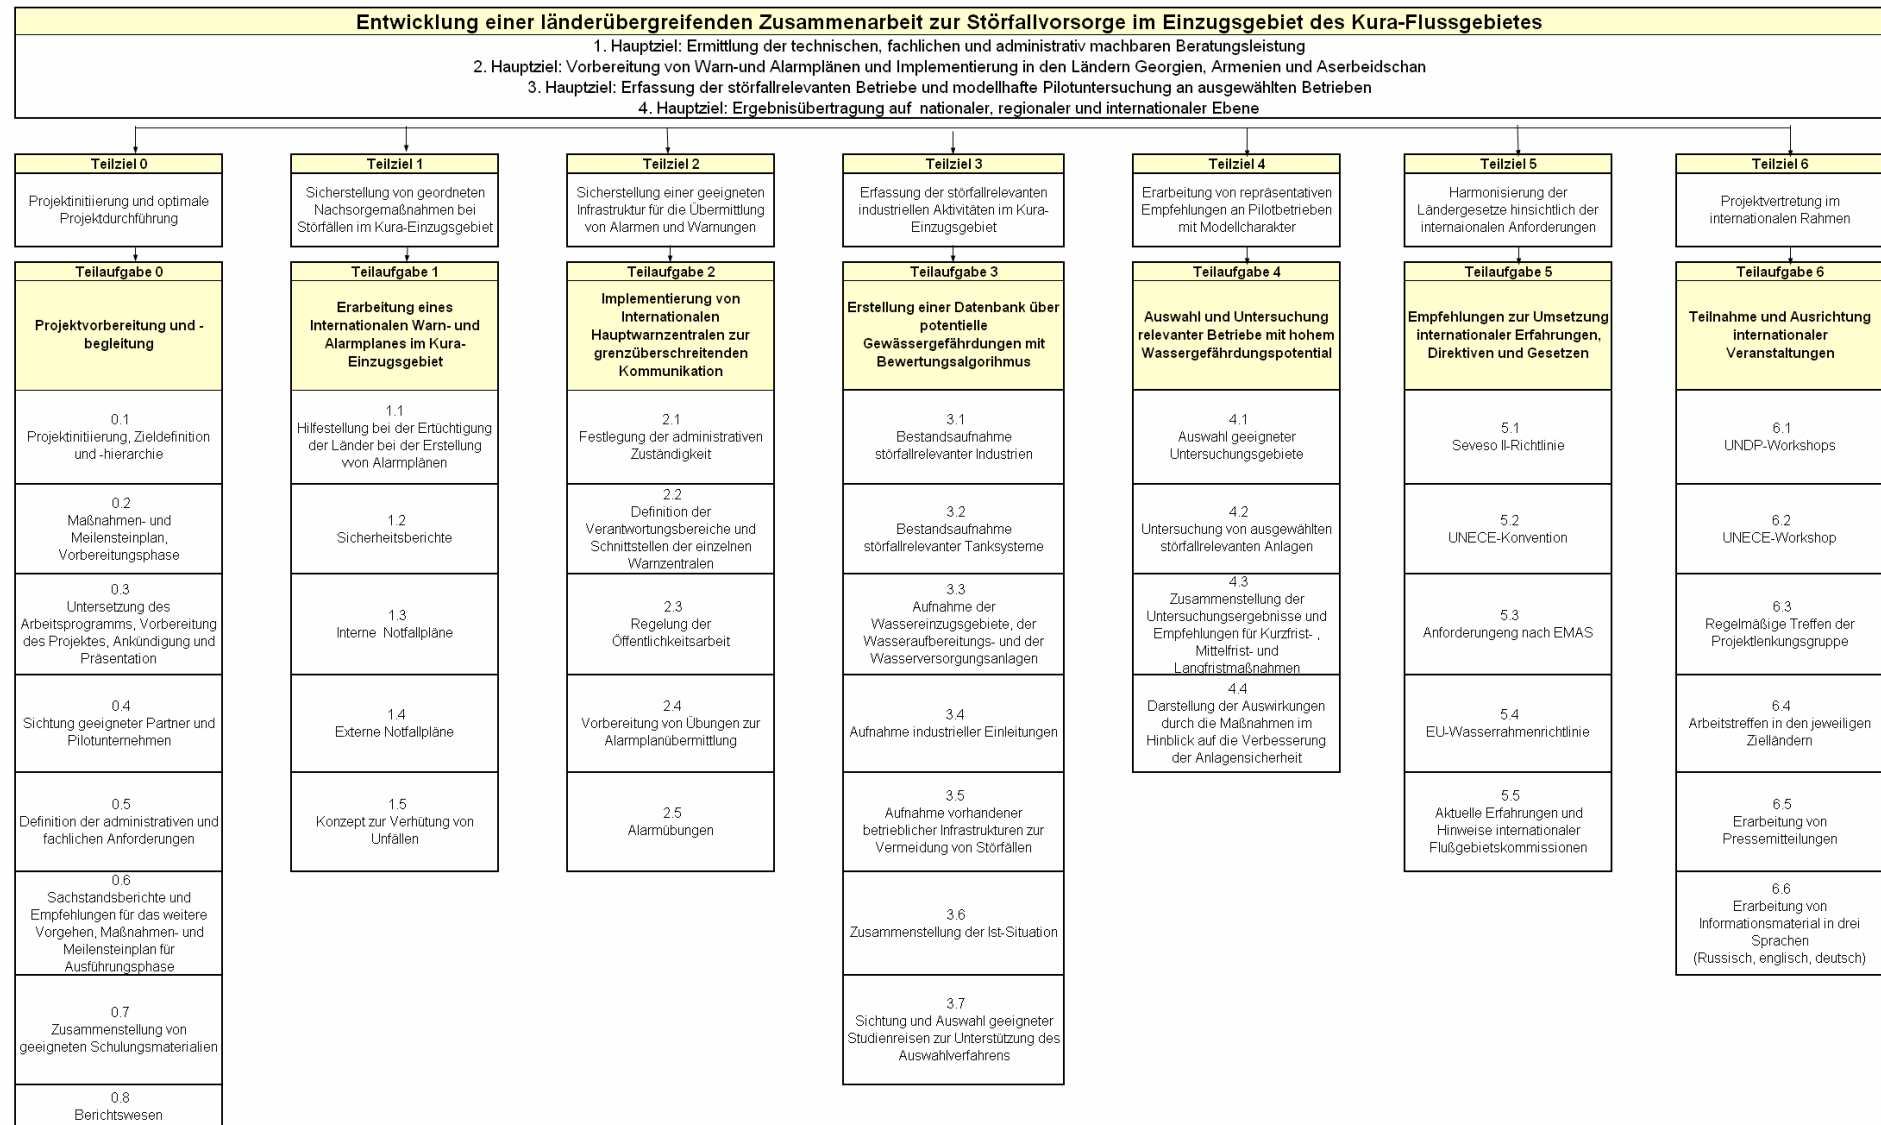 Entwicklung einer länderübergreifenden Zusammenarbeit zur Störfallvorsorge im Einzugsgebiet des Kura-Flussgebietes
1. Hauptziel: Ermittlung der technischen, fachlichen und administrativ machbaren Beratungsleistung
2. Hauptziel: Vorbereitung von Warn-und Alarmplänen und Implementierung in den Ländern Georgien, Armenien und Aserbeidschan
3. Hauptziel: Erfassung der störfallrelevanten Betriebe und modellhafte Pilotuntersuchung an ausgewählten Betrieben
4. Hauptziel: Ergebnisübertragung auf nationaler, regionaler und internationaler Ebene
Teilziel 0
Projektinitiierung und optimale
Projektdurchführung
Teilaufgabe 0
Projektvorbereitung und -
begleitung
0.1
Projektinitiierung, Zieldefinition
und -hierarchie
0.2
Maßnahmen- und
Meilensteinplan,
Vorbereitungsphase
0.3
Untersetzung des
Arbeitsprogramms, Vorbereitung
des Projektes, Ankündigung und
Präsentation
0.4
Sichtung geeigneter Partner und
Pilotunternehmen
0.5
Definition der administrativen und
fachlichen Anforderungen
0.6
Sachstandsberichte und
Empfehlungen für das weitere
Vorgehen, Maßnahmen- und
Meilensteinplan für
Ausführungsphase
0.7
Zusammenstellung von
geeigneten Schulungsmaterialien
0.8
Berichtswesen
Teilziel 1
Sicherstellung von geordneten
Nachsorgemaßnahmen bei
Störfällen im Kura-Einzugsgebiet
Teilaufgabe 1
Erarbeitung eines
Internationalen Warn- und
Alarmplanes im Kura-
Einzugsgebiet
1.1
Hilfestellung bei der Ertüchtigung
der Länder bei der Erstellung
vvon Alarmplänen
1.2
Sicherheitsberichte
1.3
Interne Notfallpläne
1.4
Externe Notfallpläne
1.5
Konzept zur Verhütung von
Unfällen
Teilziel 2
Sicherstellung einer geeigneten
Infrastruktur für die Übermittlung
von Alarmen und Warnungen
Teilaufgabe 2
Implementierung von
Internationalen
Hauptwarnzentralen zur
grenzüberschreitenden
Kommunikation
2.1
Festlegung der administrativen
Zuständigkeit
2.2
Definition der
Verantwortungsbereiche und
Schnittstellen der einzelnen
Warnzentralen
2.3
Regelung der
Öffentlichkeitsarbeit
2.4
Vorbereitung von Übungen zur
Alarmplanübermittlung
2.5
Alarmübungen
Teilziel 3
Erfassung der störfallrelevanten
industriellen Aktivitäten im Kura-
Einzugsgebiet
Teilaufgabe 3
Erstellung einer Datenbank über
potentielle
Gewässergefährdungen mit
Bewertungsalgorihmus
3.1
Bestandsaufnahme
störfallrelevanter Industrien
3.2
Bestandsaufnahme
störfallrelevanter Tanksysteme
3.3
Aufnahme der
Wassereinzugsgebiete, der
Wasseraufbereitungs- und der
Wasserversorgungsanlagen
3.4
Aufnahme industrieller Einleitungen
3.5
Aufnahme vorhandener
betrieblicher Infrastrukturen zur
Vermeidung von Störfällen
3.6
Zusammenstellung der Ist-Situation
3.7
Sichtung und Auswahl geeigneter
Studienreisen zur Unterstützung des
Auswahlverfahrens
Teilziel 4
Erarbeitung von repräsentativen
Empfehlungen an Pilotbetrieben
mit Modellcharakter
Teilaufgabe 4
Auswahl und Untersuchung
relevanter Betriebe mit hohem
Wassergefährdungspotential
4.1
Auswahl geeigneter
Untersuchungsgebiete
4.2
Untersuchung von ausgewählten
störfallrelevanten Anlagen
4.3
Zusammenstellung der
Untersuchungsergebnisse und
Empfehlungen für Kurzfrist- ,
Mittelfrist- und
Langfristmaßnahmen
4.4
Darstellung der Auswirkungen
durch die Maßnahmen im
Hinblick auf die Verbesserung
der Anlagensicherheit
Teilziel 5
Harmonisierung der
Ländergesetze hinsichtlich der
internaionalen Anforderungen
Teilaufgabe 5
Empfehlungen zur Umsetzung
internationaler Erfahrungen,
Direktiven und Gesetzen
5.1
Seveso II-Richtlinie
5.2
UNECE-Konvention
5.3
Anforderungeng nach EMAS
5.4
EU-Wasserrahmenrichtlinie
5.5
Aktuelle Erfahrungen und
Hinweise internationaler
Flußgebietskommissionen
Teilziel 6
Projektvertretung im
internationalen Rahmen
Teilaufgabe 6
Teilnahme und Ausrichtung
internationaler
Veranstaltungen
6.1
UNDP-Workshops
6.2
UNECE-Workshop
6.3
Regelmäßige Treffen der
Projektlenkungsgruppe
6.4
Arbeitstreffen in den jeweiligen
Zielländern
6.5
Erarbeitung von
Pressemitteilungen
6.6
Erarbeitung von
Informationsmaterial in drei
Sprachen
(Russisch, englisch, deutsch)